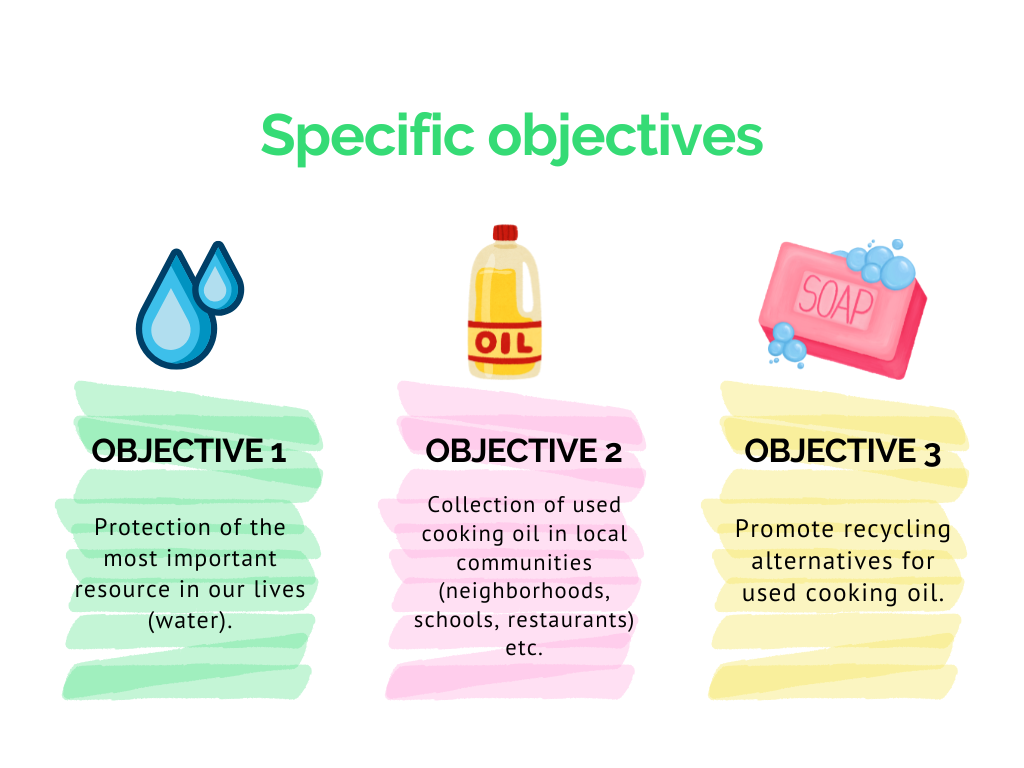 Specific objectives
OIL
SOAP
OBJECTIVE 1
Protection of the
most important
resource in our lives
(water).
OBJECTIVE 2
Collection of used
cooking oil in local
communities
(neighborhoods,
schools, restaurants)
etc.
OBJECTIVE 3
Promote recycling
alternatives for
used cooking oil.